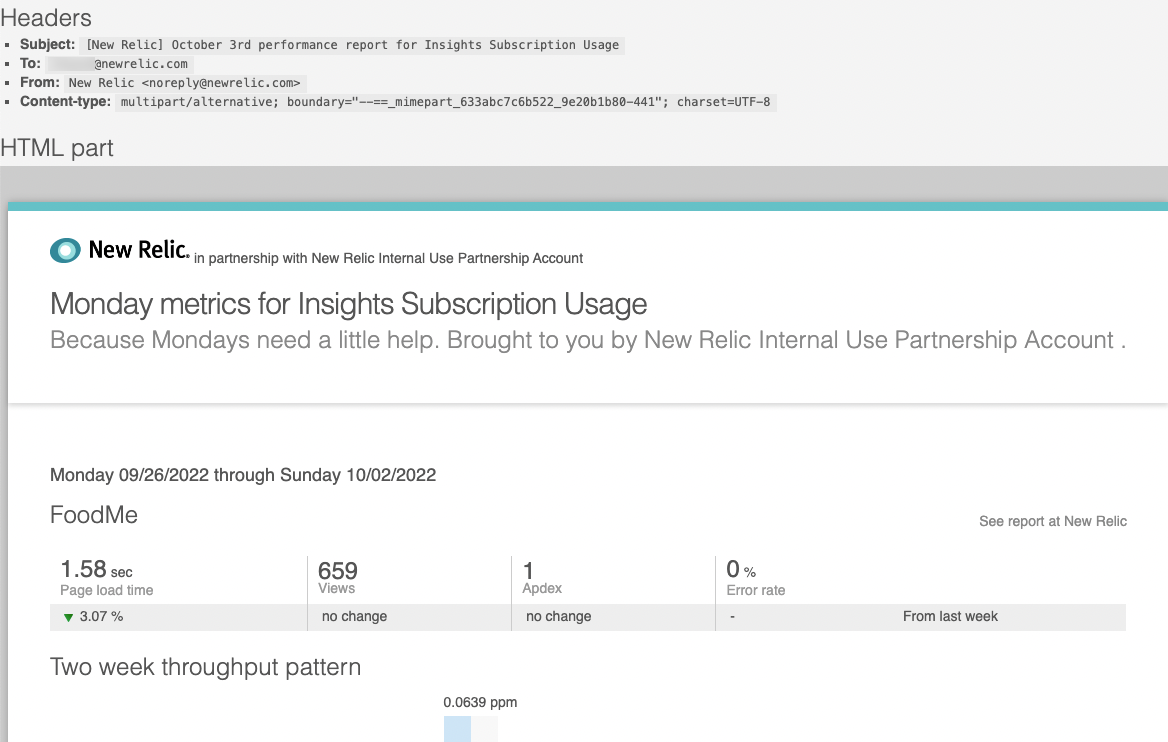 Headers
Subject: [New Relic] October 3rd performance report for Insights Subscription Usage
To: @newrelic.com
From: New Relic <noreply@newrelic.com>
Content-type: multipart/alternative; boundary="--==_mimepart_633abc7c6b522_9e20b1b80-441"; charset=UTF-8
HTML part
New Relic. in partnership with New Relic Internal Use Partnership Account
Monday metrics for Insights Subscription Usage
Because Mondays need a little help. Brought to you by New Relic Internal Use Partnership Account .
Monday 09/26/2022 through Sunday 10/02/2022
FoodMe
See report at New Relic
1.58 sec 659 1 0 %
Page load time Views Apdex Error rate
3.07 % no change no change - From last week
Two week throughput pattern
0.0639 ppm